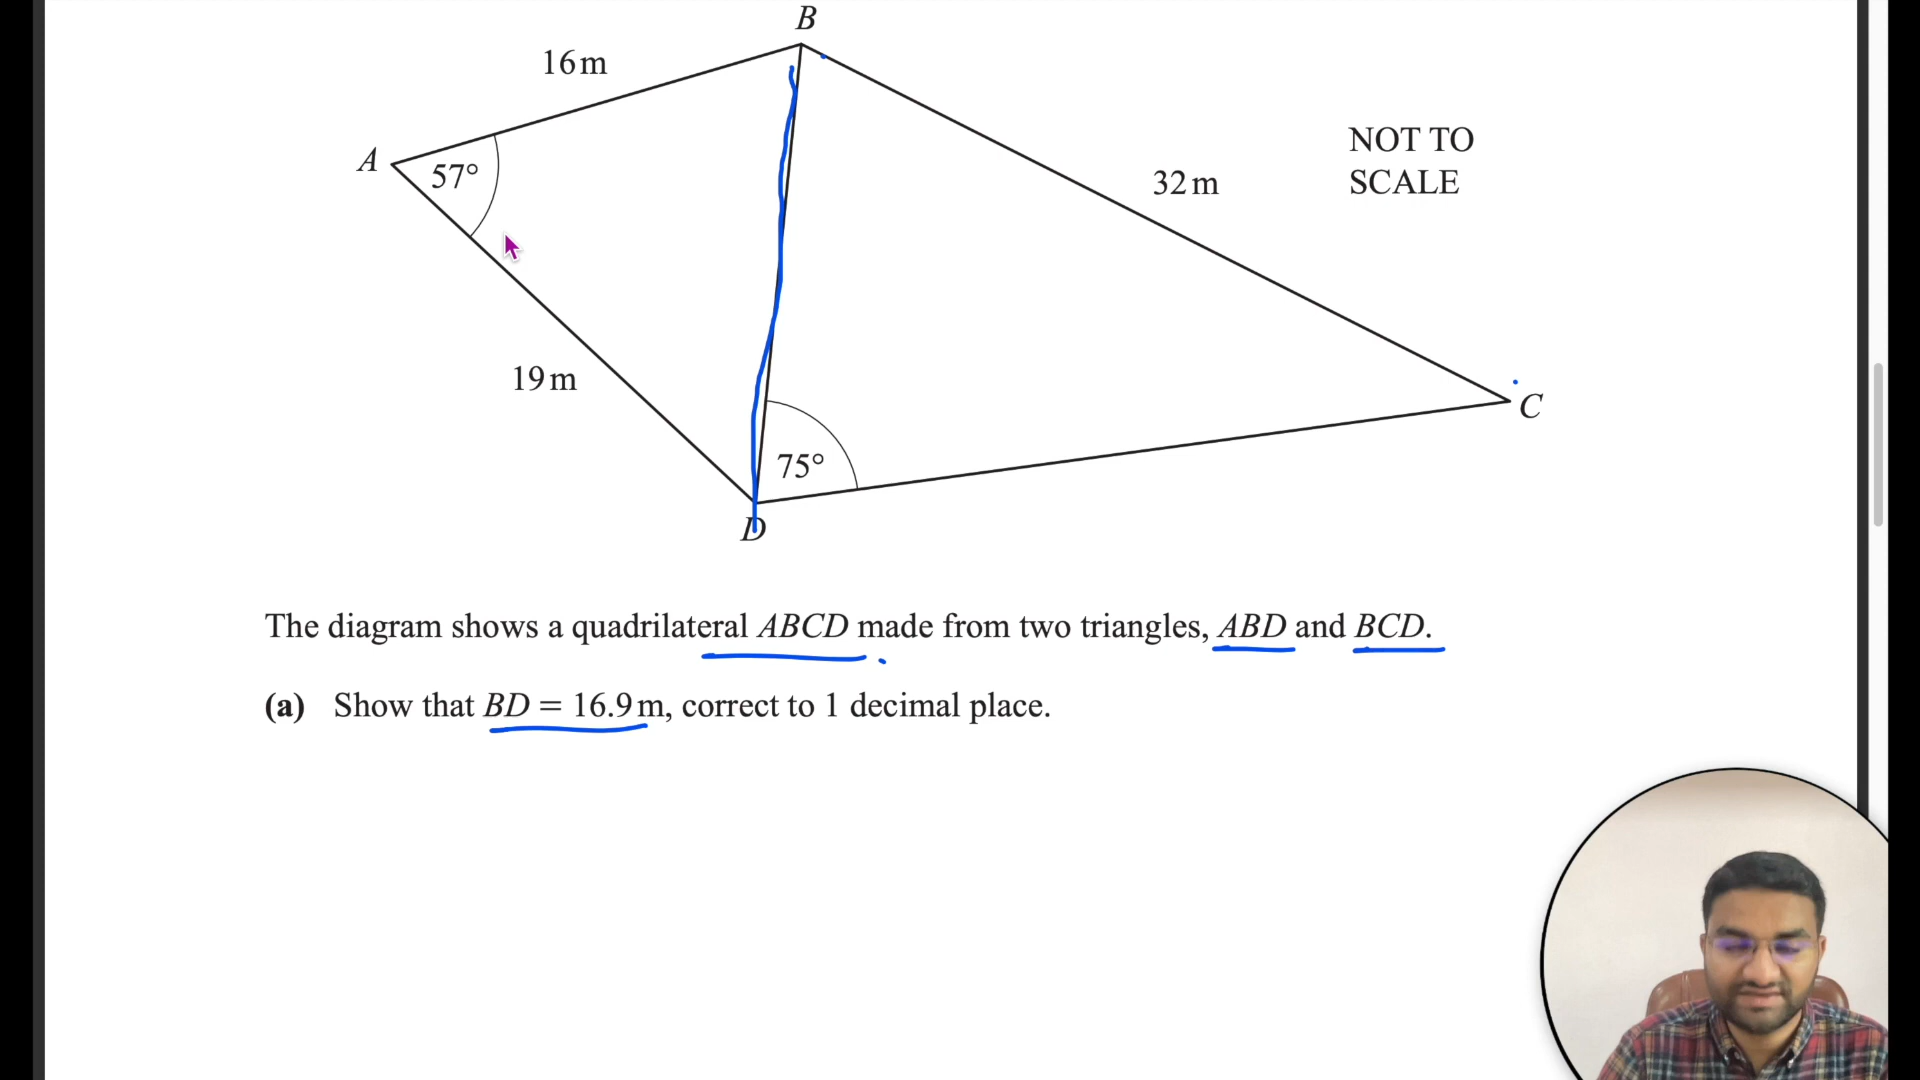 B
16 m
NOT TO
SCALE
A
57°
32 m
19 m
C
75°
D
The diagram shows a quadrilateral ABCD made from two triangles, ABD and BCD.
(a) Show that BD = 16.9 m, correct to 1 decimal place.